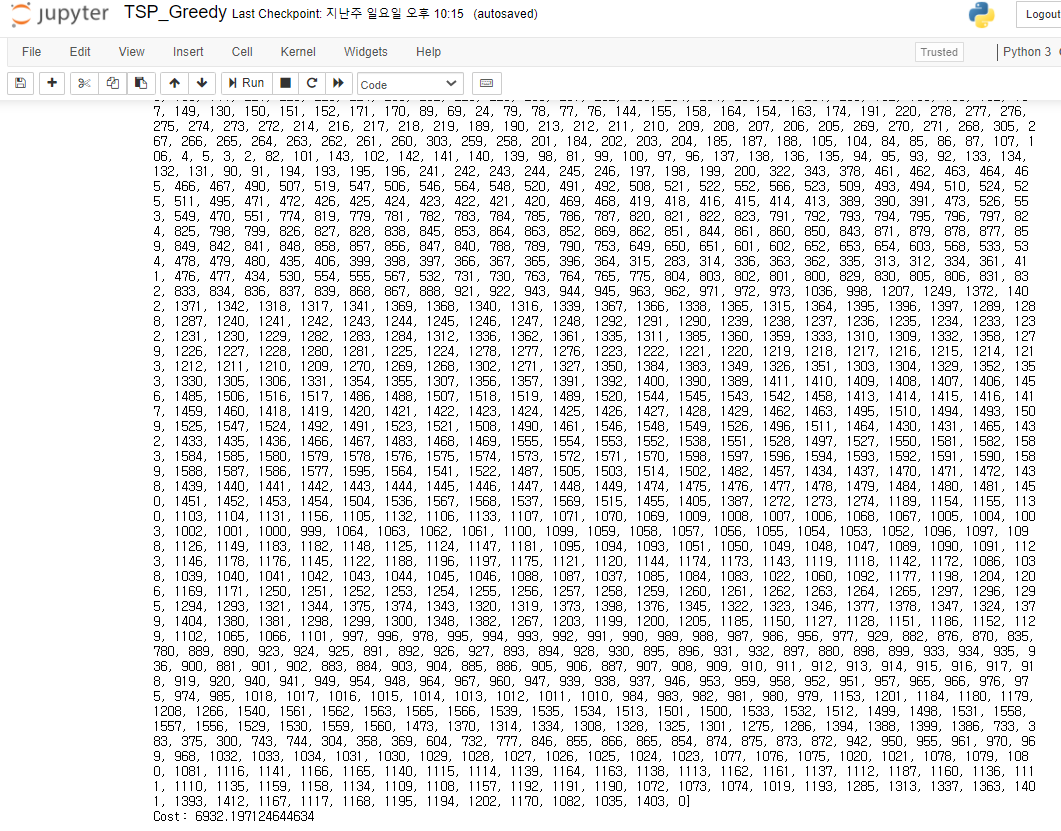 jupyter TSP_Greedy Last Checkpoint: 지난주 일요일 오후 10:15 (autosaved)
Logout
File Edit View Insert Cell Kernel Widgets Help Trusted Python 3
Run Code
7, 149, 130, 150, 151, 152, 171, 170, 89, 69, 24, 79, 78, 77, 76, 144, 155, 158, 164, 154, 163, 174, 191, 220, 278, 277, 276,
275, 274, 273, 272, 214, 216, 217, 218, 219, 189, 190, 213, 212, 211, 210, 209, 208, 207, 206, 205, 269, 270, 271, 268, 305, 2
67, 266, 265, 264, 263, 262, 261, 260, 303, 259, 258, 201, 184, 202, 203, 204, 185, 187, 188, 105, 104, 84, 85, 86, 87, 107, 1
06, 4, 5, 3, 2, 82, 101, 143, 102, 142, 141, 140, 139, 98, 81, 99, 100, 97, 96, 137, 138, 136, 135, 94, 95, 93, 92, 133, 134,
132, 131, 90, 91, 194, 193, 195, 196, 241, 242, 243, 244, 245, 246, 197, 198, 199, 200, 322, 343, 378, 461, 462, 463, 464, 46
5, 466, 467, 490, 507, 519, 547, 506, 546, 564, 548, 520, 491, 492, 508, 521, 522, 552, 566, 523, 509, 493, 494, 510, 524, 52
5, 511, 495, 471, 472, 426, 425, 424, 423, 422, 421, 420, 469, 468, 419, 418, 416, 415, 414, 413, 389, 390, 391, 473, 526, 55
3, 549, 470, 551, 774, 819, 779, 781, 782, 783, 784, 785, 786, 787, 820, 821, 822, 823, 791, 792, 793, 794, 795, 796, 797, 82
4, 825, 798, 799, 826, 827, 828, 838, 845, 853, 864, 863, 852, 869, 862, 851, 844, 861, 860, 850, 843, 871, 879, 878, 877, 85
9, 849, 842, 841, 848, 858, 857, 856, 847, 840, 788, 789, 790, 753, 649, 650, 651, 601, 602, 652, 653, 654, 603, 568, 533, 53
4, 478, 479, 480, 435, 406, 399, 398, 397, 366, 367, 365, 396, 364, 315, 283, 314, 336, 363, 362, 335, 313, 312, 334, 361, 41
1, 476, 477, 434, 530, 554, 555, 567, 532, 731, 730, 763, 764, 765, 775, 804, 803, 802, 801, 800, 829, 830, 805, 806, 831, 83
2, 833, 834, 836, 837, 839, 868, 867, 888, 921, 922, 943, 944, 945, 963, 962, 971, 972, 973, 1036, 998, 1207, 1249, 1372, 140
2, 1371, 1342, 1318, 1317, 1341, 1369, 1368, 1340, 1316, 1339, 1367, 1366, 1338, 1365, 1315, 1364, 1395, 1396, 1397, 1289, 128
8, 1287, 1240, 1241, 1242, 1243, 1244, 1245, 1246, 1247, 1248, 1292, 1291, 1290, 1239, 1238, 1237, 1236, 1235, 1234, 1233, 123
2, 1231, 1230, 1229, 1282, 1283, 1284, 1312, 1336, 1362, 1361, 1335, 1311, 1385, 1360, 1359, 1333, 1310, 1309, 1332, 1358, 127
9, 1226, 1227, 1228, 1280, 1281, 1225, 1224, 1278, 1277, 1276, 1223, 1222, 1221, 1220, 1219, 1218, 1217, 1216, 1215, 1214, 121
3, 1212, 1211, 1210, 1209, 1270, 1269, 1268, 1302, 1271, 1327, 1350, 1384, 1383, 1349, 1326, 1351, 1303, 1304, 1329, 1352, 135
3, 1330, 1305, 1306, 1331, 1354, 1355, 1307, 1356, 1357, 1391, 1392, 1400, 1390, 1389, 1411, 1410, 1409, 1408, 1407, 1406, 145
6, 1485, 1506, 1516, 1517, 1486, 1488, 1507, 1518, 1519, 1489, 1520, 1544, 1545, 1543, 1542, 1458, 1413, 1414, 1415, 1416, 141
7, 1459, 1460, 1418, 1419, 1420, 1421, 1422, 1423, 1424, 1425, 1426, 1427, 1428, 1429, 1462, 1463, 1495, 1510, 1494, 1493, 150
9, 1525, 1547, 1524, 1492, 1491, 1523, 1521, 1508, 1490, 1461, 1546, 1548, 1549, 1526, 1496, 1511, 1464, 1430, 1431, 1465, 143
2, 1433, 1435, 1436, 1466, 1467, 1483, 1468, 1469, 1555, 1554, 1553, 1552, 1538, 1551, 1528, 1497, 1527, 1550, 1581, 1582, 158
3, 1584, 1585, 1580, 1579, 1578, 1576, 1575, 1574, 1573, 1572, 1571, 1570, 1598, 1597, 1596, 1594, 1593, 1592, 1591, 1590, 158
9, 1588, 1587, 1586, 1577, 1595, 1564, 1541, 1522, 1487, 1505, 1503, 1514, 1502, 1482, 1457, 1434, 1437, 1470, 1471, 1472, 143
8, 1439, 1440, 1441, 1442, 1443, 1444, 1445, 1446, 1447, 1448, 1449, 1474, 1475, 1476, 1477, 1478, 1479, 1484, 1480, 1481, 145
0, 1451, 1452, 1453, 1454, 1504, 1536, 1567, 1568, 1537, 1569, 1515, 1455, 1405, 1387, 1272, 1273, 1274, 1189, 1154, 1155, 113
0, 1103, 1104, 1131, 1156, 1105, 1132, 1106, 1133, 1107, 1071, 1070, 1069, 1009, 1008, 1007, 1006, 1068, 1067, 1005, 1004, 100
3, 1002, 1001, 1000, 999, 1064, 1063, 1062, 1061, 1100, 1099, 1059, 1058, 1057, 1056, 1055, 1054, 1053, 1052, 1096, 1097, 109
8, 1126, 1149, 1183, 1182, 1148, 1125, 1124, 1147, 1181, 1095, 1094, 1093, 1051, 1050, 1049, 1048, 1047, 1089, 1090, 1091, 112
3, 1146, 1178, 1176, 1145, 1122, 1188, 1196, 1197, 1175, 1121, 1120, 1144, 1174, 1173, 1143, 1119, 1118, 1142, 1172, 1086, 103
8, 1039, 1040, 1041, 1042, 1043, 1044, 1045, 1046, 1088, 1087, 1037, 1085, 1084, 1083, 1022, 1060, 1092, 1177, 1198, 1204, 120
6, 1169, 1171, 1250, 1251, 1252, 1253, 1254, 1255, 1256, 1257, 1258, 1259, 1260, 1261, 1262, 1263, 1264, 1265, 1297, 1296, 129
5, 1294, 1293, 1321, 1344, 1375, 1374, 1343, 1320, 1319, 1373, 1398, 1376, 1345, 1322, 1323, 1346, 1377, 1378, 1347, 1324, 137
9, 1404, 1380, 1381, 1298, 1299, 1300, 1348, 1382, 1267, 1203, 1199, 1200, 1205, 1185, 1150, 1127, 1128, 1151, 1186, 1152, 112
9, 1102, 1065, 1066, 1101, 997, 996, 978, 995, 994, 993, 992, 991, 990, 989, 988, 987, 986, 956, 977, 929, 882, 876, 870, 835,
780, 889, 890, 923, 924, 925, 891, 892, 926, 927, 893, 894, 928, 930, 895, 896, 931, 932, 897, 880, 898, 899, 933, 934, 935, 9
36, 900, 881, 901, 902, 883, 884, 903, 904, 885, 886, 905, 906, 887, 907, 908, 909, 910, 911, 912, 913, 914, 915, 916, 917, 91
8, 919, 920, 940, 941, 949, 954, 948, 964, 967, 960, 947, 939, 938, 937, 946, 953, 959, 958, 952, 951, 957, 965, 966, 976, 97
5, 974, 985, 1018, 1017, 1016, 1015, 1014, 1013, 1012, 1011, 1010, 984, 983, 982, 981, 980, 979, 1153, 1201, 1184, 1180, 1179,
1208, 1266, 1540, 1561, 1562, 1563, 1565, 1566, 1539, 1535, 1534, 1513, 1501, 1500, 1533, 1532, 1512, 1499, 1498, 1531, 1558,
1557, 1556, 1529, 1530, 1559, 1560, 1473, 1370, 1314, 1334, 1308, 1328, 1325, 1301, 1275, 1286, 1394, 1388, 1399, 1386, 733, 3
83, 375, 300, 743, 744, 304, 358, 369, 604, 732, 777, 846, 855, 866, 865, 854, 874, 875, 873, 872, 942, 950, 955, 961, 970, 96
9, 968, 1032, 1033, 1034, 1031, 1030, 1029, 1028, 1027, 1026, 1025, 1024, 1023, 1077, 1076, 1075, 1020, 1021, 1078, 1079, 108
0, 1081, 1116, 1141, 1166, 1165, 1140, 1115, 1114, 1139, 1164, 1163, 1138, 1113, 1162, 1161, 1137, 1112, 1187, 1160, 1136, 111
1, 1110, 1135, 1159, 1158, 1134, 1109, 1108, 1157, 1192, 1191, 1190, 1072, 1073, 1074, 1019, 1193, 1285, 1313, 1337, 1363, 140
1, 1393, 1412, 1167, 1117, 1168, 1195, 1194, 1202, 1170, 1082, 1035, 1403, 0]
Cost: 6932.197124644634